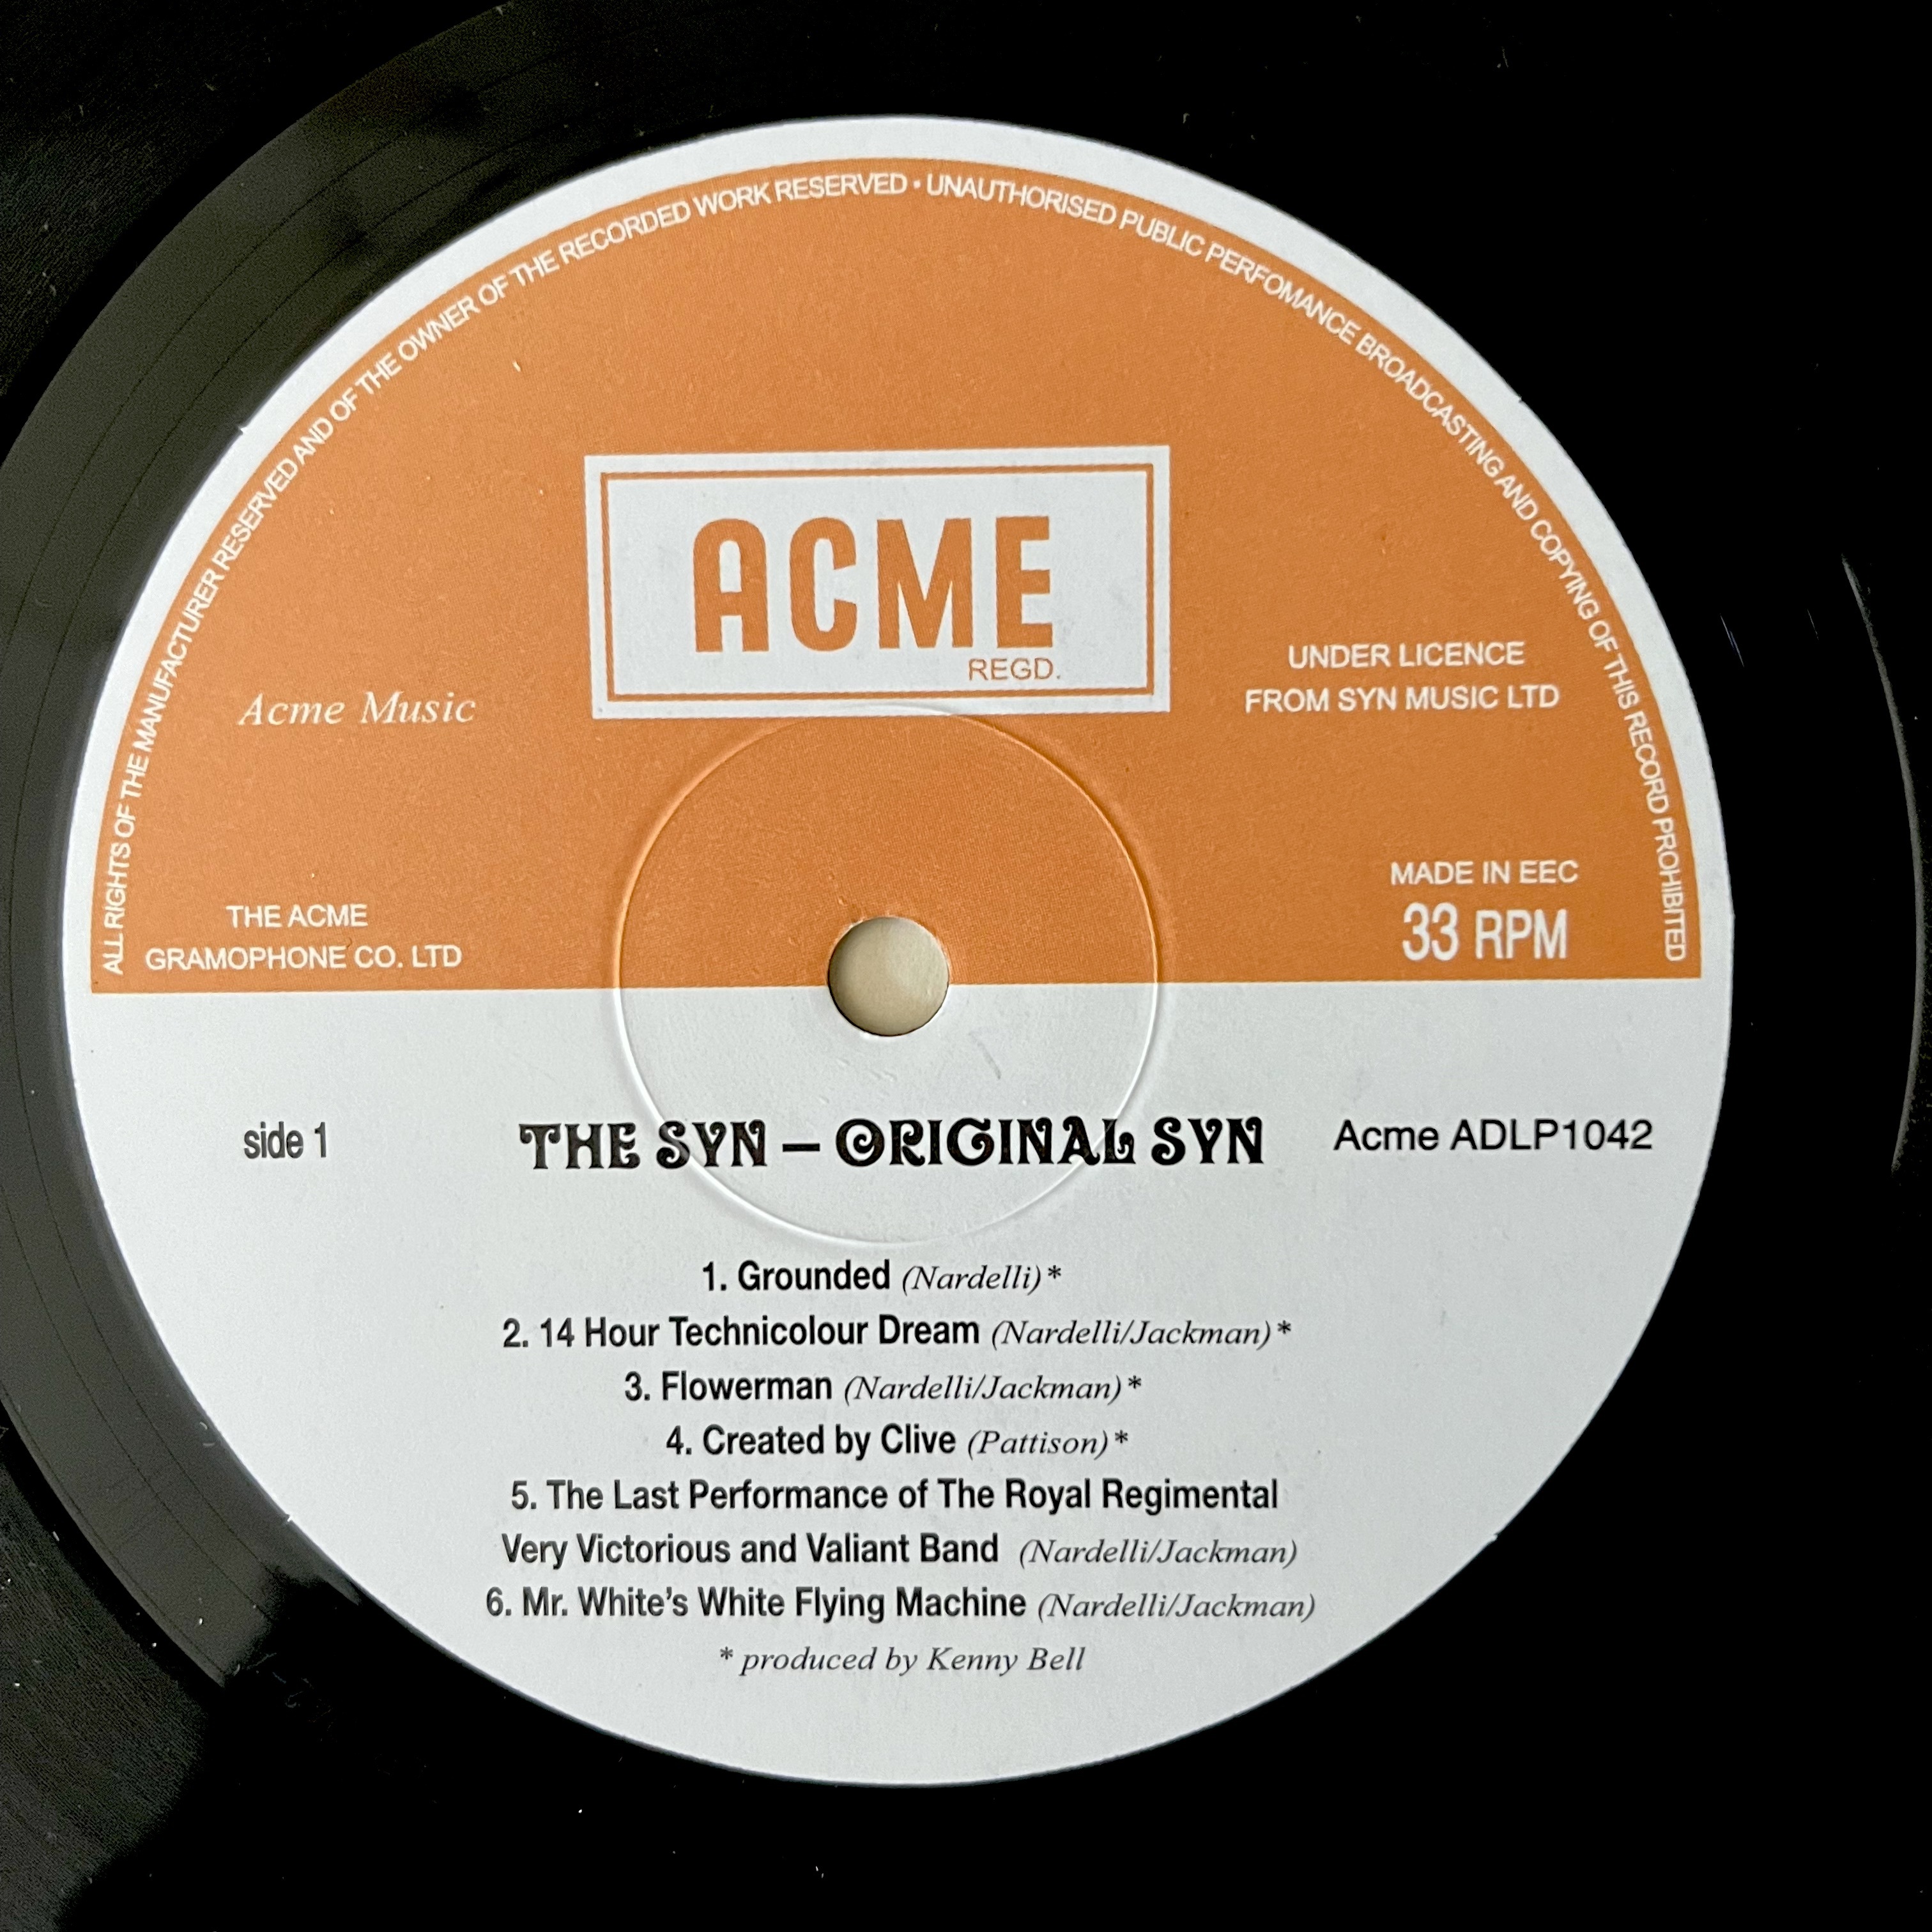 ALL RIGHTS OF THE MANUFACTURER RESERVED AND OF THE OWNER OF THE RECORDED WORK RESERVED • UNAUTHORISED PUBLIC PERFOMANCE BROADCASTING AND COPYING OF THIS RECORD PROHIBITED
ACME
REGD.
Acme Music
UNDER LICENCE
FROM SYN MUSIC LTD
THE ACME
GRAMOPHONE CO. LTD
MADE IN EEC
33 RPM
side 1
THE SYN – ORIGINAL SYN
Acme ADLP1042
1. Grounded (Nardelli)*
2. 14 Hour Technicolour Dream (Nardelli/Jackman)*
3. Flowerman (Nardelli/Jackman)*
4. Created by Clive (Pattison)*
5. The Last Performance of The Royal Regimental
Very Victorious and Valiant Band (Nardelli/Jackman)
6. Mr. White's White Flying Machine (Nardelli/Jackman)
* produced by Kenny Bell